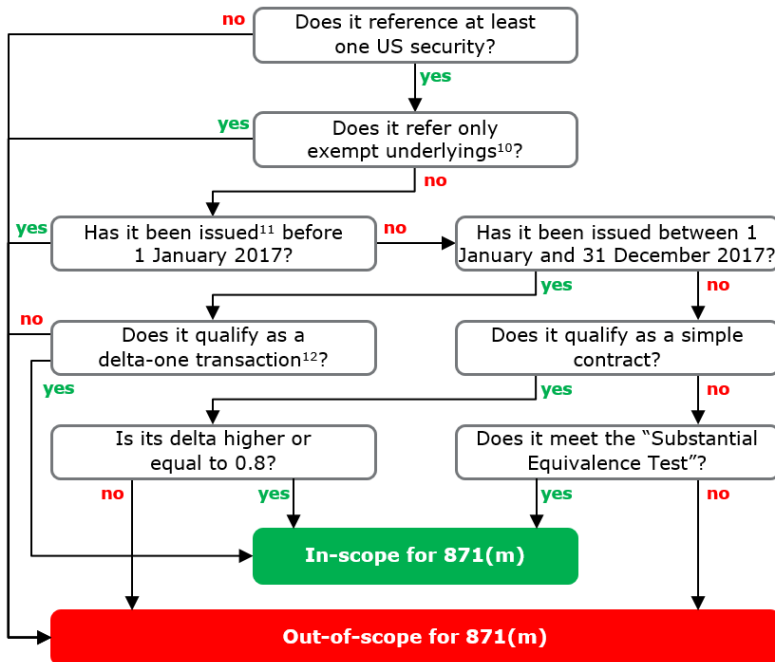 no
Does it reference at least
one US security?
yes
yes
Does it refer only
exempt underlyings¹⁰?
no
yes
Has it been issued¹¹ before
1 January 2017?
no
Has it been issued between 1
January and 31 December 2017?
yes
no
no
Does it qualify as a
delta-one transaction¹²?
yes
Does it qualify as a simple
contract?
yes
no
Is its delta higher or
equal to 0.8?
no
yes
Does it meet the “Substantial
Equivalence Test”?
yes
no
In-scope for 871(m)
Out-of-scope for 871(m)